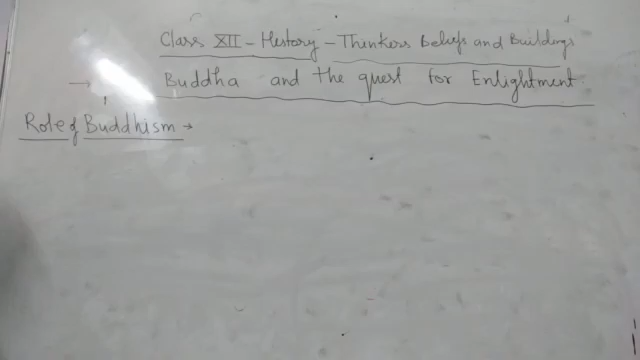 Class XII - History - Thinkers Beliefs and Buildings
Buddha and the quest for Enlightment.
Role of Buddhism →